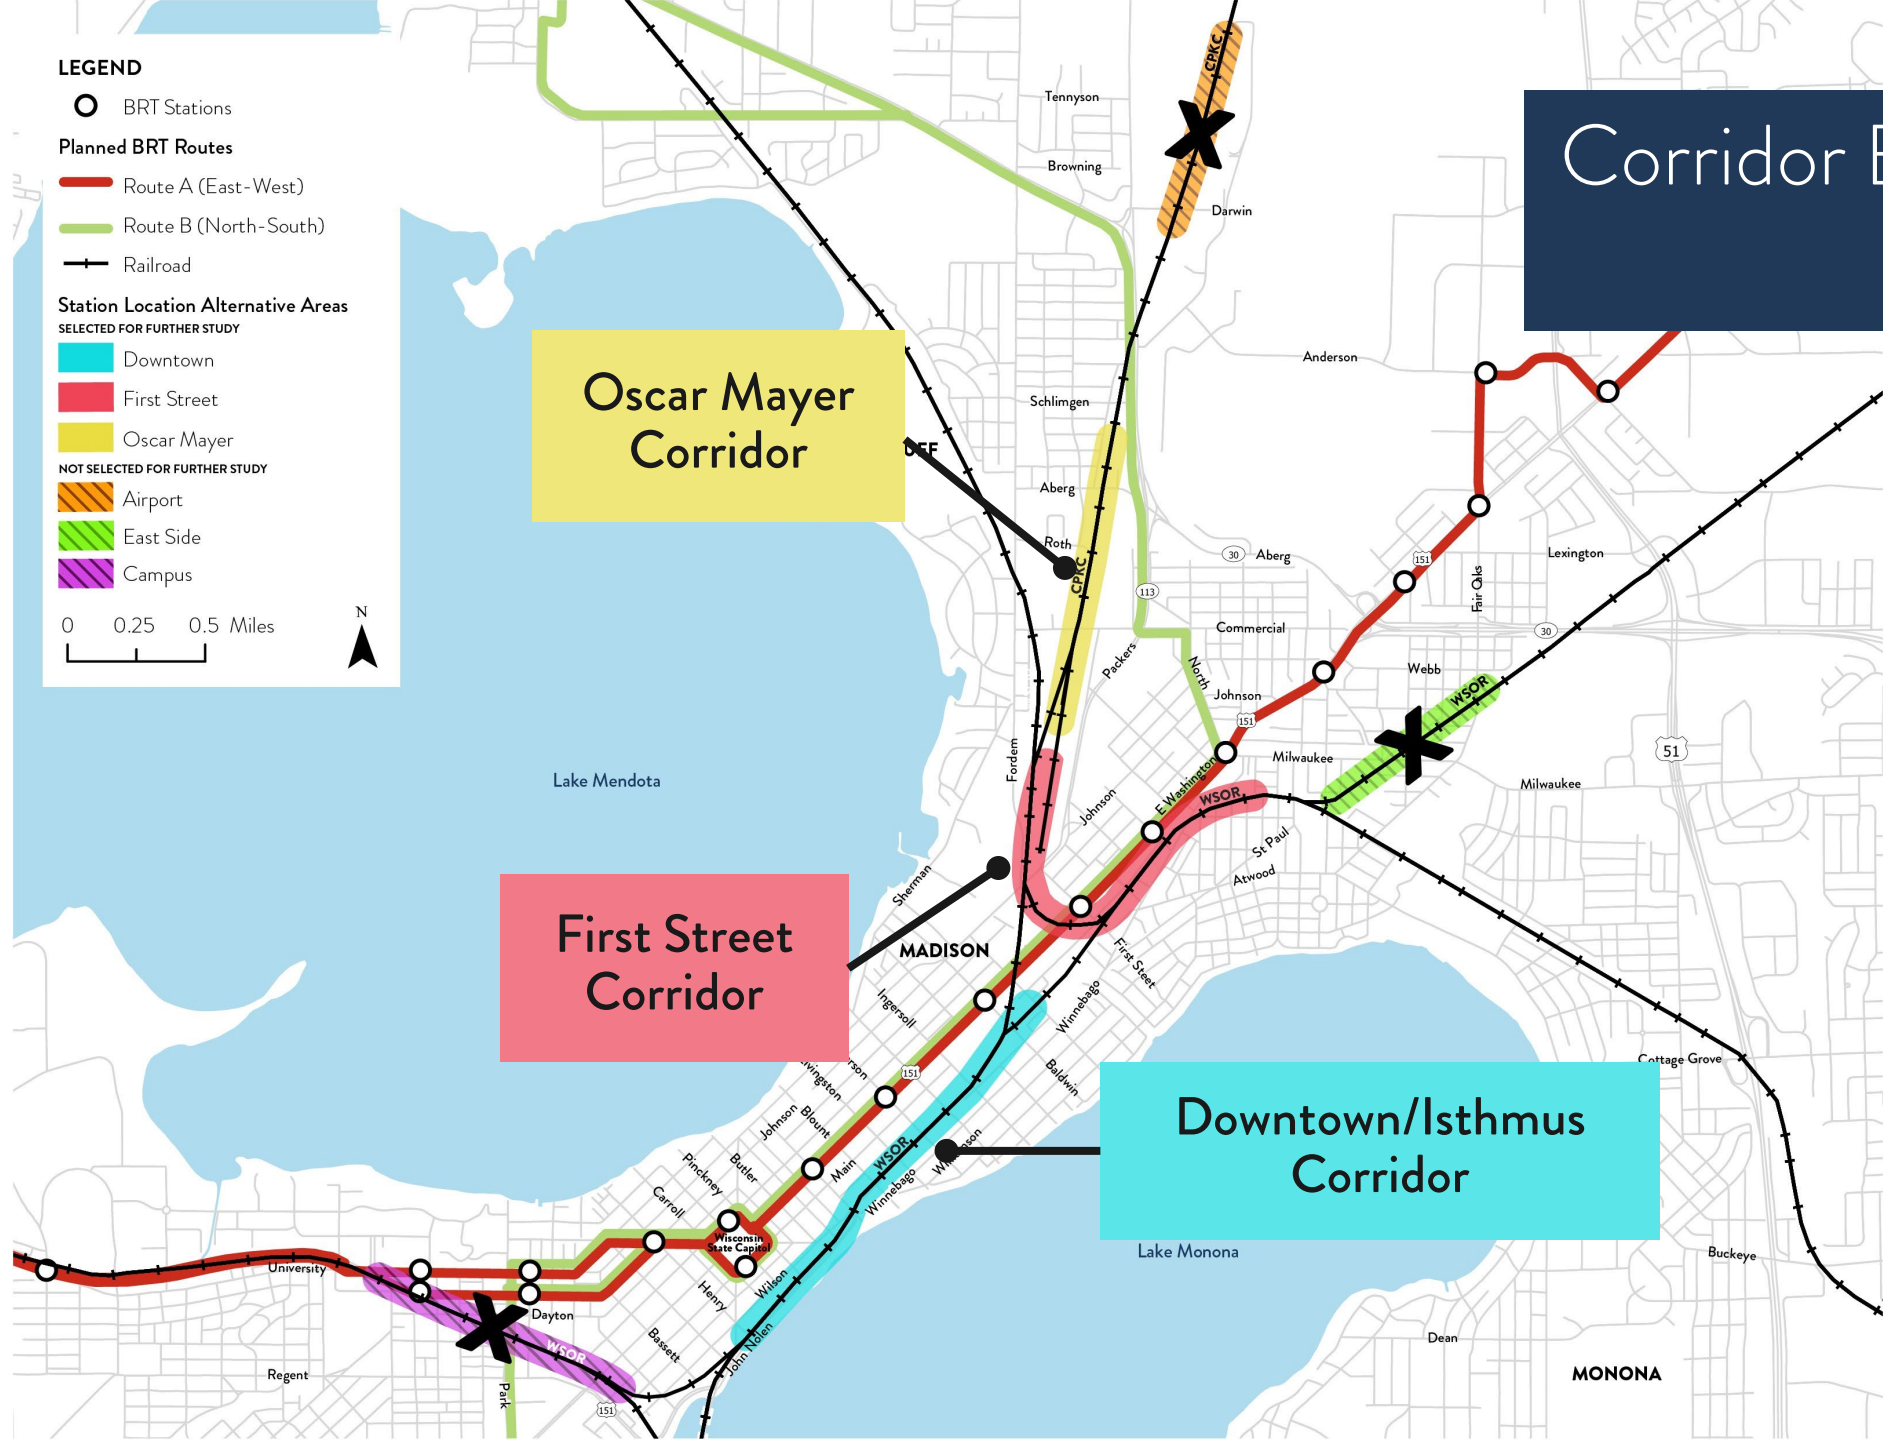 LEGEND
BRT Stations
Planned BRT Routes
Route A (East-West)
Route B (North-South)
Railroad
Station Location Alternative Areas
SELECTED FOR FURTHER STUDY
Downtown
First Street
Oscar Mayer
NOT SELECTED FOR FURTHER STUDY
Airport
East Side
Campus
0 0.25 0.5 Miles
N
Corridor
Oscar Mayer
Corridor
First Street
Corridor
Downtown/Isthmus
Corridor
CPKC
Tennyson
Browning
Darwin
Anderson
Schlimgen
Aberg
Roth
CPKC
30
Aberg
113
151
Fair Oaks
Lexington
Commercial
30
Packers
North
Webb
Johnson
151
WSOR
51
Fordem
Milwaukee
Milwaukee
E Washington
WSOR
Johnson
St Paul
Atwood
Lake Mendota
Sherman
MADISON
First Steet
Ingersoll
Winnebago
Baldwin
151
Cottage Grove
Johnson
Blount
Main
WSOR
Winnebago
Butler
Pinckney
Carroll
Wisconsin
State Capitol
Lake Monona
Buckeye
University
Henry
Wilson
Dayton
Bassett
John Nolen
WSOR
Regent
Park
151
Dean
MONONA